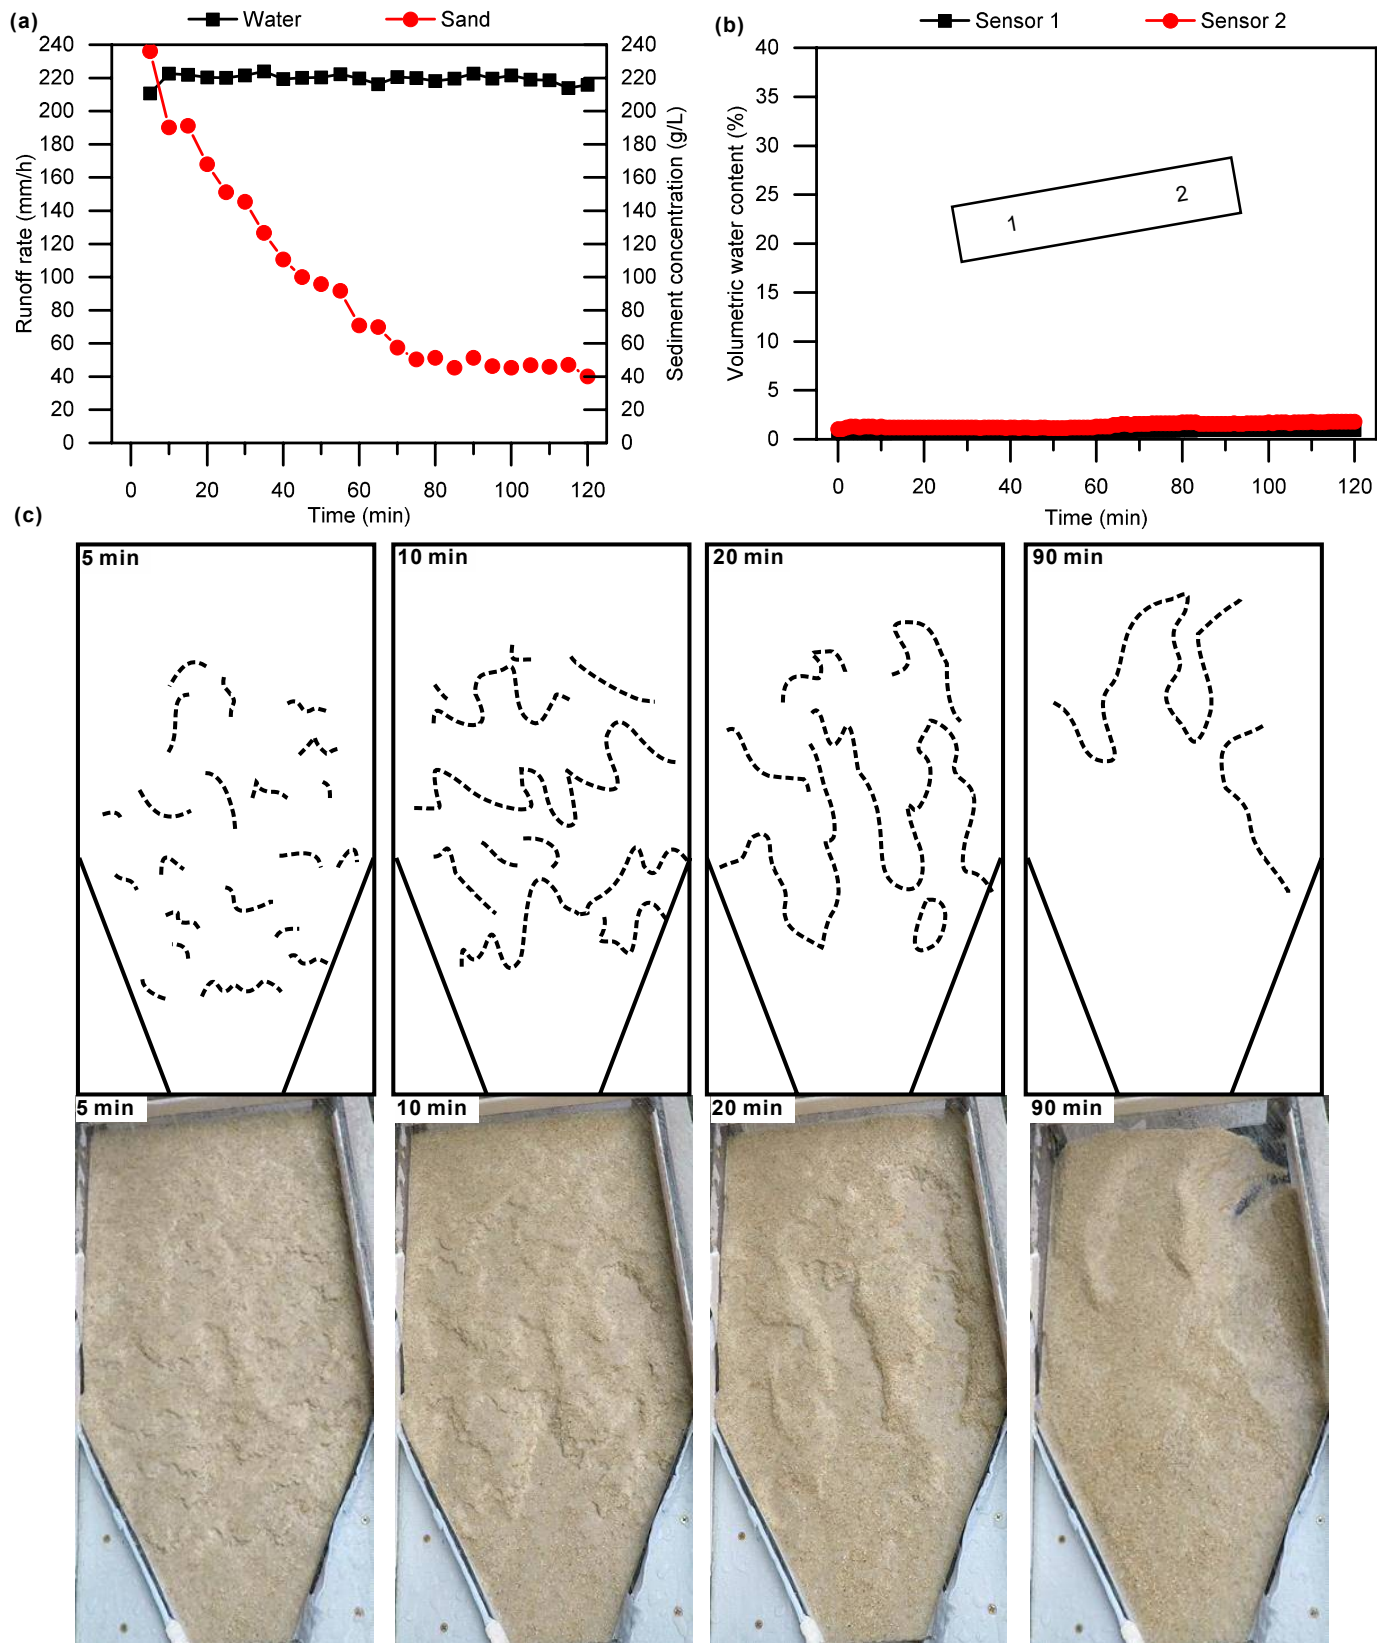 (a)
Water
Sand
240
220
200
180
160
140
120
100
80
60
40
20
0
Runoff rate (mm/h)
240
220
200
180
160
140
120
100
80
60
40
20
0
Sediment concentration (g/L)
0 20 40 60 80 100 120
Time (min)
(b)
Sensor 1
Sensor 2
40
35
30
25
20
15
10
5
0
Volumetric water content (%)
1
2
0 20 40 60 80 100 120
Time (min)
(c)
5 min
10 min
20 min
90 min
5 min
10 min
20 min
90 min